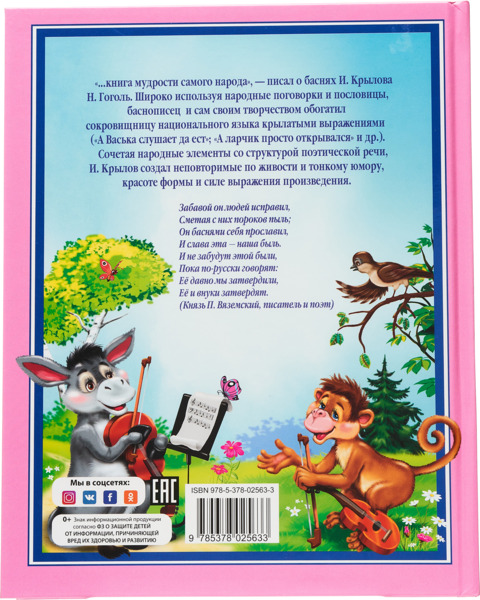 «...книга мудрости самого народа», — писал о баснях И. Крылова
Н. Гоголь. Широко используя народные поговорки и пословицы,
баснописец и сам своим творчеством обогатил
сокровищницу национального языка крылатыми выражениями
(«А Васька слушает да ест»; «А ларчик просто открывался» и др.).
Сочетая народные элементы со структурой поэтической речи,
И. Крылов создал неповторимые по живости и тонкому юмору,
красоте формы и силе выражения произведения.
Забавой он людей исправил,
Сметая с них пороков пыль;
Он баснями себя прославил,
И слава эта — наша быль.
И не забудут этой были,
Пока по-русски говорят:
Её давно мы затвердили,
Её и внуки затвердят.
(Князь П. Вяземский, писатель и поэт)
Мы в соцсетях:
EAC
0+ Знак информационной продукции
согласно ФЗ О ЗАЩИТЕ ДЕТЕЙ
ОТ ИНФОРМАЦИИ, ПРИЧИНЯЮЩЕЙ
ВРЕД ИХ ЗДОРОВЬЮ И РАЗВИТИЮ
ISBN 978-5-378-02563-3
9 785378 025633